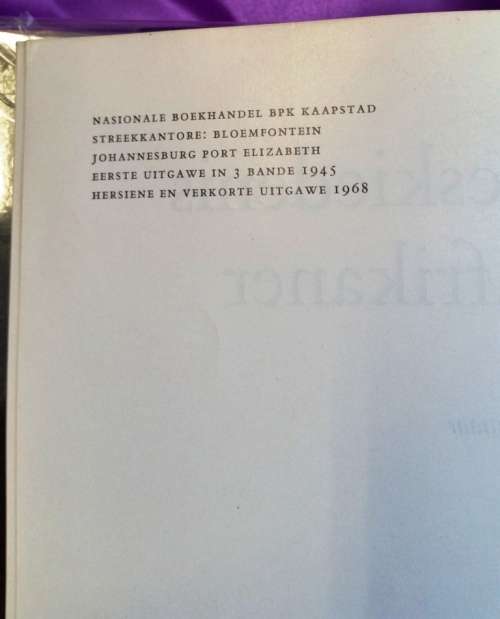 NASIONALE BOEKHANDEL BPK KAAPSTAD
STREEKKANTORE: BLOEMFONTEIN
JOHANNESBURG PORT ELIZABETH
EERSTE UITGAWE IN 3 BANDE 1945
HERSIENE EN VERKORTE UITGAWE 1968